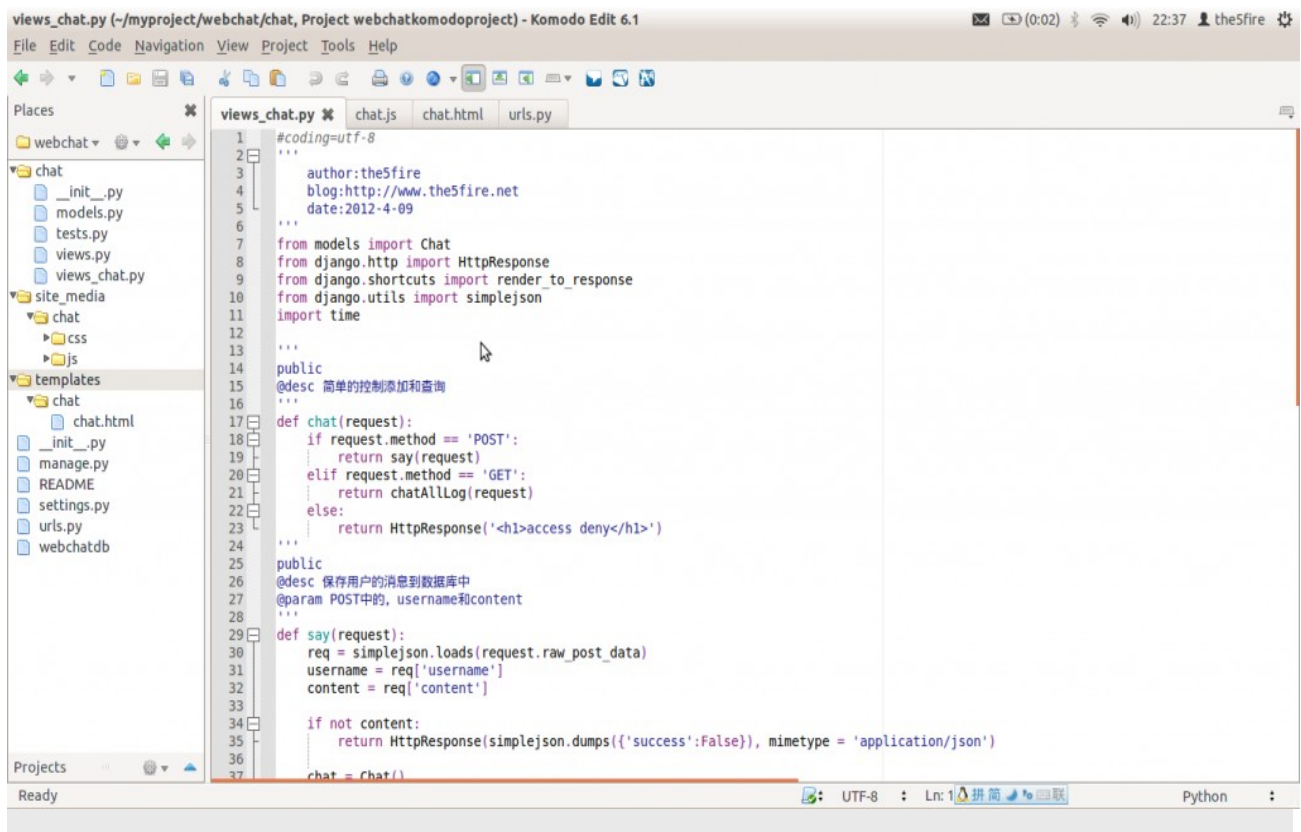 views_chat.py (~/myproject/webchat/chat, Project webchatkomodoproject) - Komodo Edit 6.1
(0:02) 22:37 the5fire
File Edit Code Navigation View Project Tools Help
Places
views_chat.py chat.js chat.html urls.py
webchat
chat
__init__.py
models.py
tests.py
views.py
views_chat.py
site_media
chat
css
js
templates
chat
chat.html
__init__.py
manage.py
README
settings.py
urls.py
webchatdb
1 #coding=utf-8
2 '''
3 author:the5fire
4 blog:http://www.the5fire.net
5 date:2012-4-09
6 '''
7 from models import Chat
8 from django.http import HttpResponse
9 from django.shortcuts import render_to_response
10 from django.utils import simplejson
11 import time
12
13 '''
14 public
15 @desc 简单的控制添加和查询
16 '''
17 def chat(request):
18 if request.method == 'POST':
19 return say(request)
20 elif request.method == 'GET':
21 return chatAllLog(request)
22 else:
23 return HttpResponse('<h1>access deny</h1>')
24 '''
25 public
26 @desc 保存用户的消息到数据库中
27 @param POST中的, username和content
28 '''
29 def say(request):
30 req = simplejson.loads(request.raw_post_data)
31 username = req['username']
32 content = req['content']
33
34 if not content:
35 return HttpResponse(simplejson.dumps({'success':False}), mimetype = 'application/json')
36
37 chat = Chat()
Projects
Ready UTF-8 Ln: 1 拼 简 联 Python